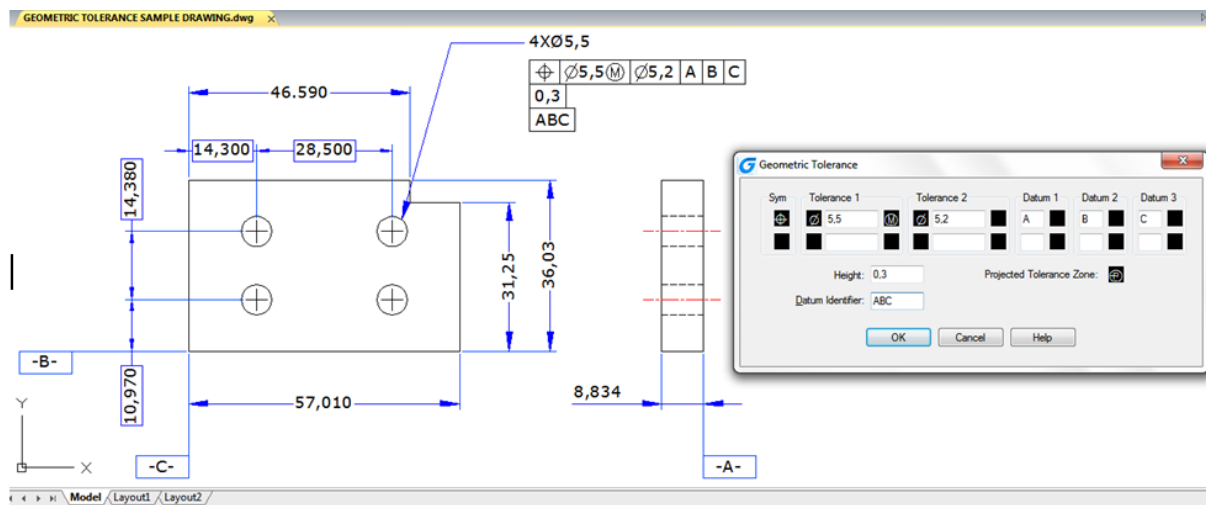 GEOMETRIC TOLERANCE SAMPLE DRAWING.dwg
4XØ5,5
⌖ Ø5,5Ⓜ Ø5,2 A B C
0,3
ABC
46.590
14,300 28,500
14,380
10,970
31,25
36,03
57,010
8,834
-B-
-C-
-A-
Y
X
Geometric Tolerance
Sym Tolerance 1 Tolerance 2 Datum 1 Datum 2 Datum 3
⌖ Ø 5,5 Ⓜ Ø 5,2 A B C
Height: 0,3 Projected Tolerance Zone: Ⓟ
Datum Identifier: ABC
OK Cancel Help
Model Layout1 Layout2